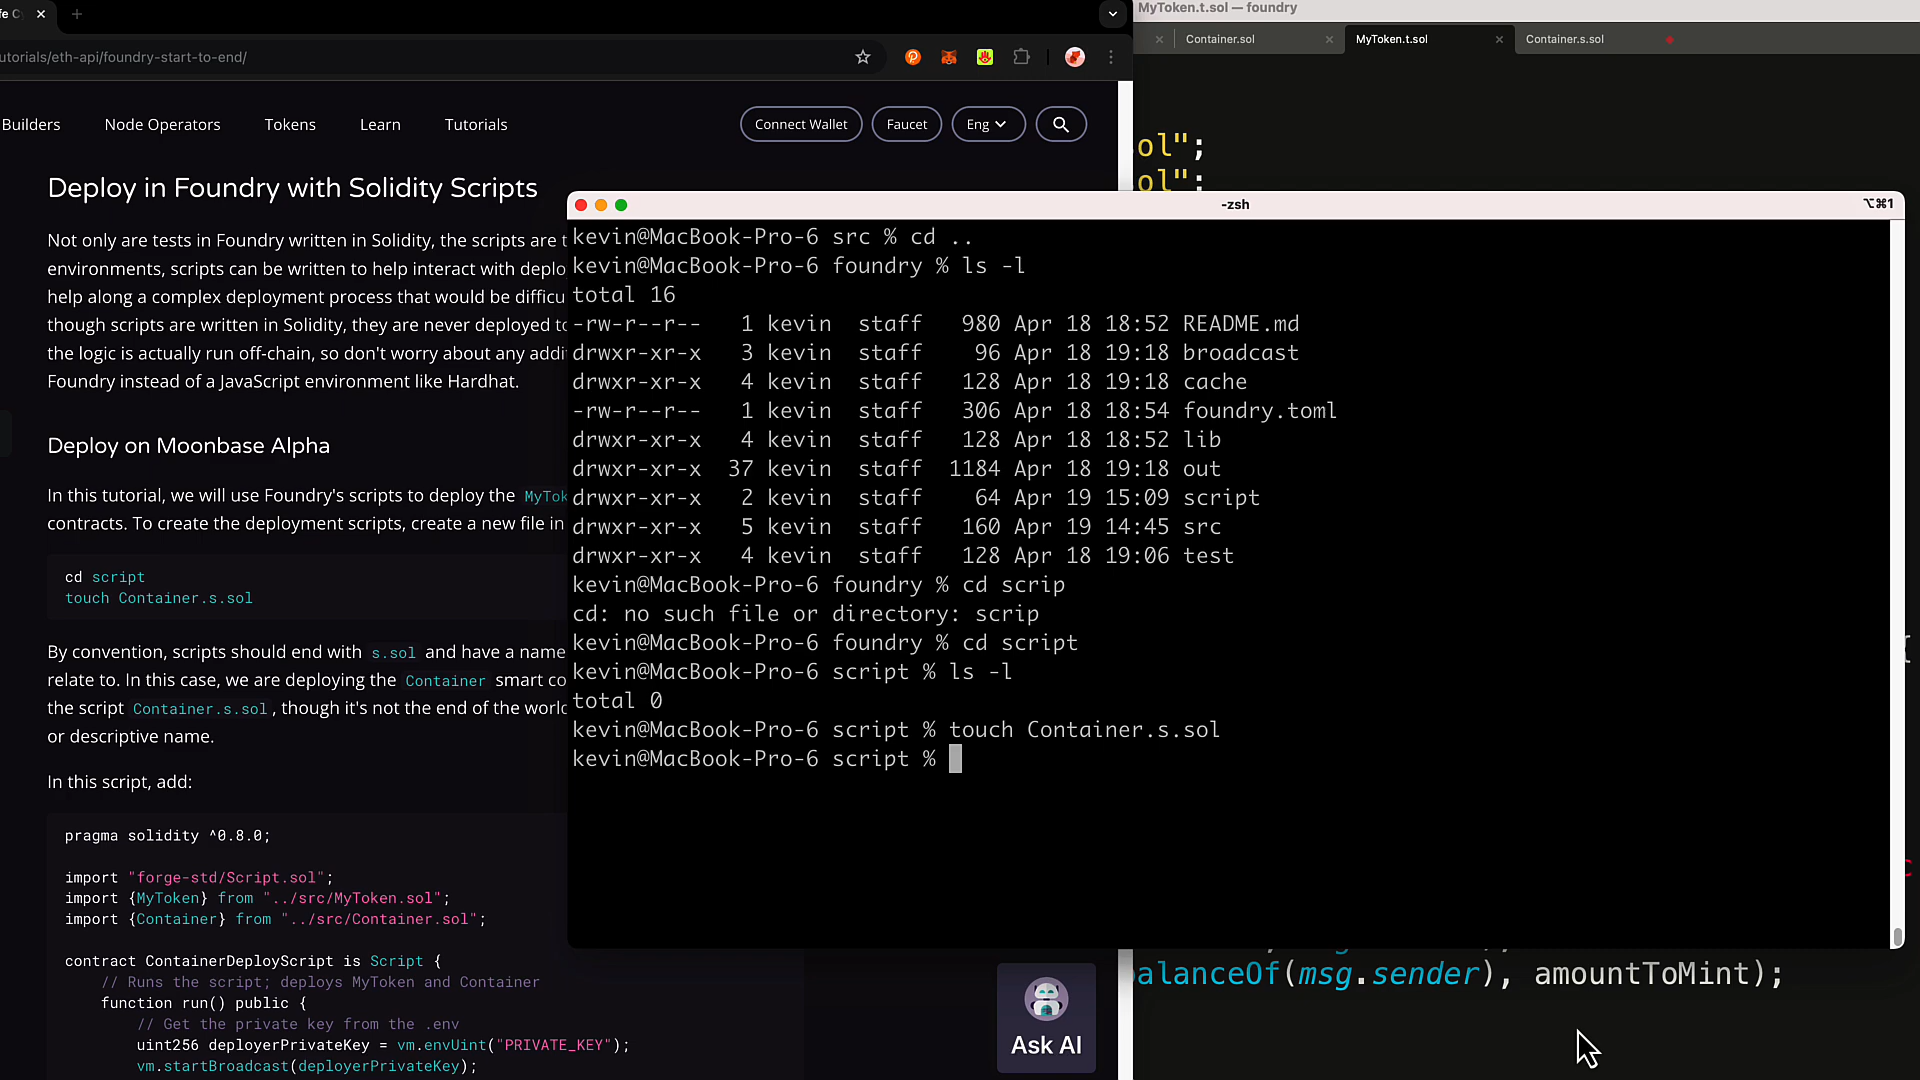 fe C
utorials/eth-api/foundry-start-to-end/
Builders
Node Operators
Tokens
Learn
Tutorials
Connect Wallet
Faucet
Eng
Deploy in Foundry with Solidity Scripts
Not only are tests in Foundry written in Solidity, the scripts are t
environments, scripts can be written to help interact with deplo
help along a complex deployment process that would be difficu
though scripts are written in Solidity, they are never deployed to
the logic is actually run off-chain, so don't worry about any addi
Foundry instead of a JavaScript environment like Hardhat.
Deploy on Moonbase Alpha
In this tutorial, we will use Foundry's scripts to deploy the MyTok
contracts. To create the deployment scripts, create a new file in
cd script
touch Container.s.sol
By convention, scripts should end with s.sol and have a name
relate to. In this case, we are deploying the Container smart co
the script Container.s.sol, though it's not the end of the world
or descriptive name.
In this script, add:
pragma solidity ^0.8.0;
import "forge-std/Script.sol";
import {MyToken} from "../src/MyToken.sol";
import {Container} from "../src/Container.sol";
contract ContainerDeployScript is Script {
// Runs the script; deploys MyToken and Container
function run() public {
// Get the private key from the .env
uint256 deployerPrivateKey = vm.envUint("PRIVATE_KEY");
vm.startBroadcast(deployerPrivateKey);
Ask AI
MyToken.t.sol — foundry
Container.sol
MyToken.t.sol
Container.s.sol
ol";
ol";
-zsh
⌥⌘1
kevin@MacBook-Pro-6 src % cd ..
kevin@MacBook-Pro-6 foundry % ls -l
total 16
-rw-r--r-- 1 kevin staff 980 Apr 18 18:52 README.md
drwxr-xr-x 3 kevin staff 96 Apr 18 19:18 broadcast
drwxr-xr-x 4 kevin staff 128 Apr 18 19:18 cache
-rw-r--r-- 1 kevin staff 306 Apr 18 18:54 foundry.toml
drwxr-xr-x 4 kevin staff 128 Apr 18 18:52 lib
drwxr-xr-x 37 kevin staff 1184 Apr 18 19:18 out
drwxr-xr-x 2 kevin staff 64 Apr 19 15:09 script
drwxr-xr-x 5 kevin staff 160 Apr 19 14:45 src
drwxr-xr-x 4 kevin staff 128 Apr 18 19:06 test
kevin@MacBook-Pro-6 foundry % cd scrip
cd: no such file or directory: scrip
kevin@MacBook-Pro-6 foundry % cd script
kevin@MacBook-Pro-6 script % ls -l
total 0
kevin@MacBook-Pro-6 script % touch Container.s.sol
kevin@MacBook-Pro-6 script %
{
balanceOf(msg.sender), amountToMint);